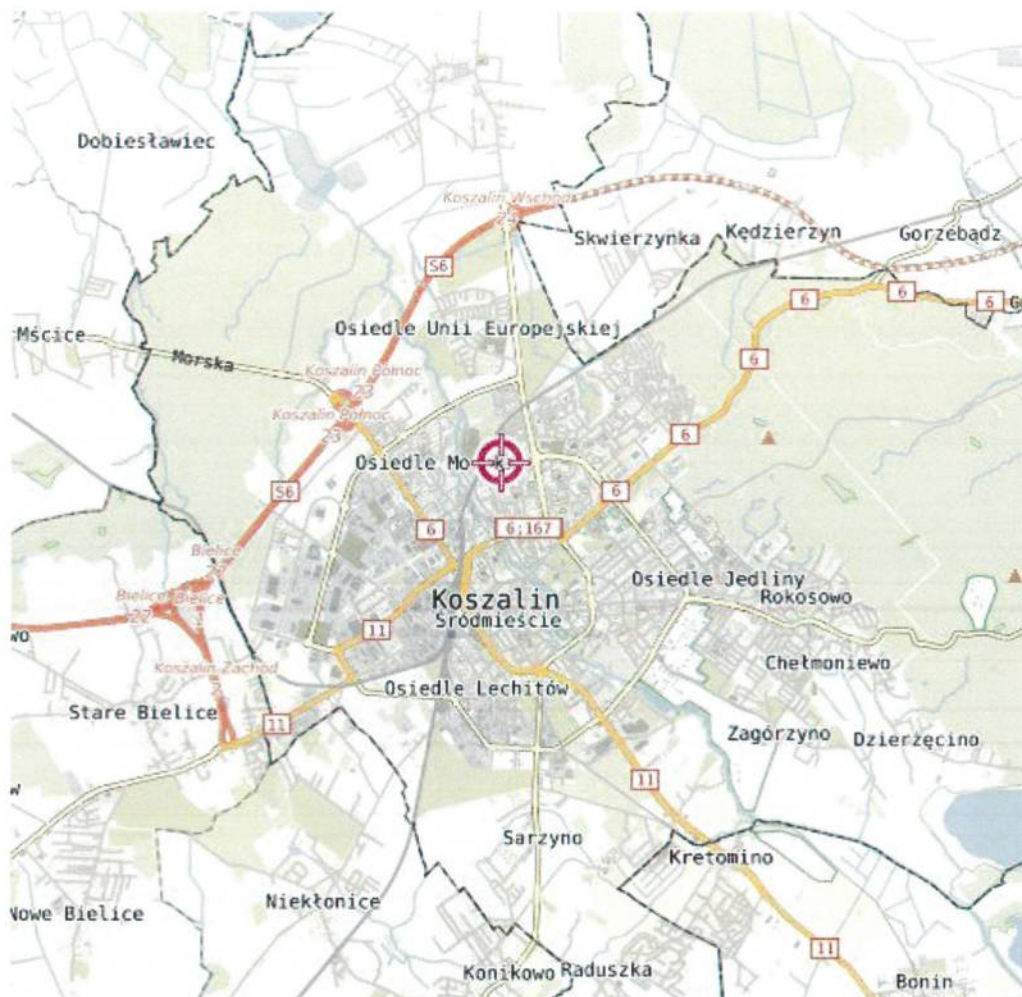 Dobiesławiec
Koszalin Wschód
Skwierzynka
Kędzierzyn
Gorzebądz
S6
6
6
6
Mścice
Morska
Osiedle Unii Europejskiej
Koszalin Północ
23
Koszalin Północ
23
6
6
S6
Osiedle Mo
6
6
6;167
Bielice
Bielice
Bielice
22
Koszalin
Śródmieście
Osiedle Jedliny
Rokosowo
11
Koszalin Zachód
Chełmoniewo
Osiedle Lechitów
Stare Bielice
11
Zagórzyno
Dzierzęcino
11
Sarzyno
Kretomino
Niekłonice
Nowe Bielice
11
Konikowo
Raduszka
Bonin